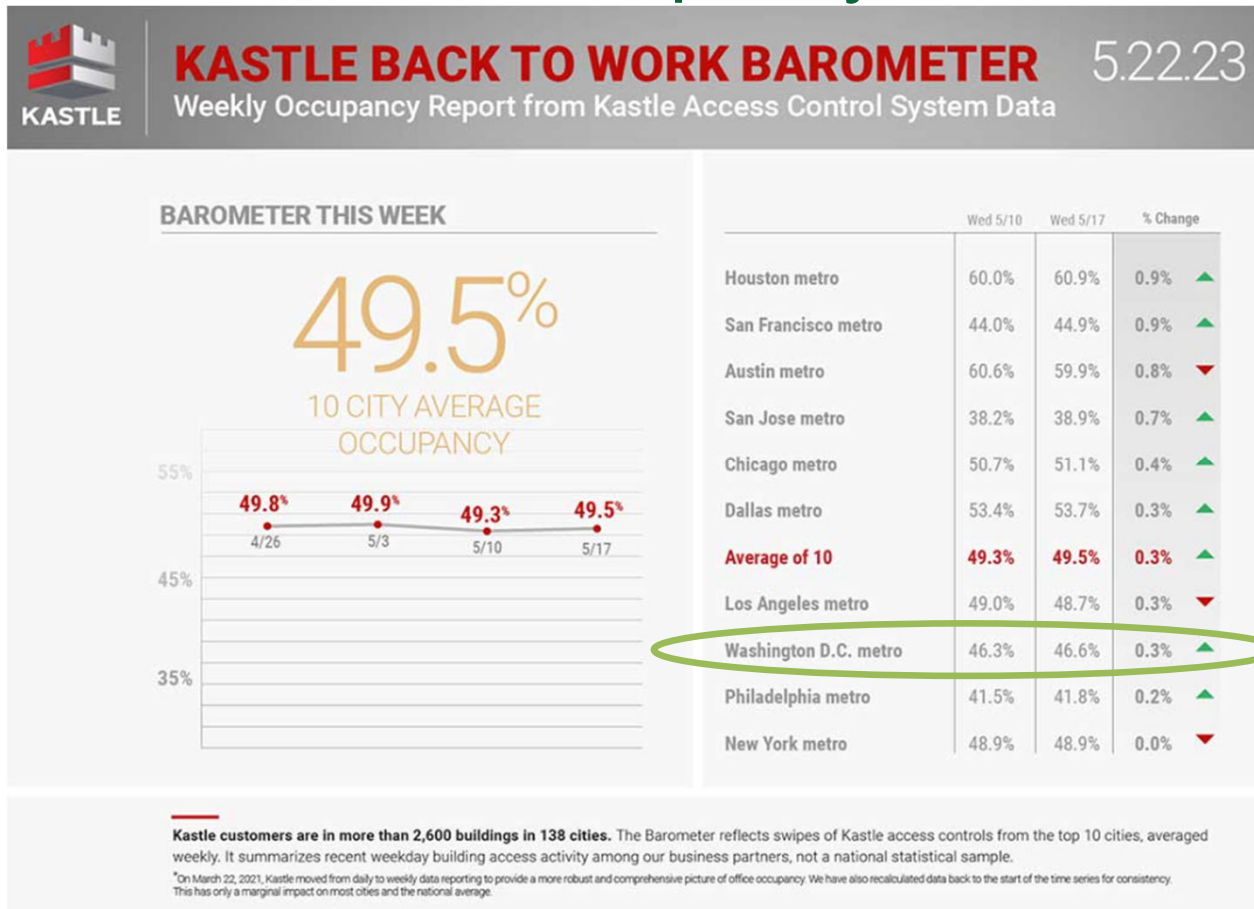 KASTLE
KASTLE BACK TO WORK BAROMETER
5.22.23
Weekly Occupancy Report from Kastle Access Control System Data
BAROMETER THIS WEEK
49.5%
10 CITY AVERAGE
OCCUPANCY
55%
45%
35%
49.8% 49.9% 49.3% 49.5%
4/26 5/3 5/10 5/17
Wed 5/10 Wed 5/17 % Change
Houston metro 60.0% 60.9% 0.9%
San Francisco metro 44.0% 44.9% 0.9%
Austin metro 60.6% 59.9% 0.8%
San Jose metro 38.2% 38.9% 0.7%
Chicago metro 50.7% 51.1% 0.4%
Dallas metro 53.4% 53.7% 0.3%
Average of 10 49.3% 49.5% 0.3%
Los Angeles metro 49.0% 48.7% 0.3%
Washington D.C. metro 46.3% 46.6% 0.3%
Philadelphia metro 41.5% 41.8% 0.2%
New York metro 48.9% 48.9% 0.0%
Kastle customers are in more than 2,600 buildings in 138 cities. The Barometer reflects swipes of Kastle access controls from the top 10 cities, averaged
weekly. It summarizes recent weekday building access activity among our business partners, not a national statistical sample.
*On March 22, 2021, Kastle moved from daily to weekly data reporting to provide a more robust and comprehensive picture of office occupancy. We have also recalculated data back to the start of the time series for consistency.
This has only a marginal impact on most cities and the national average.